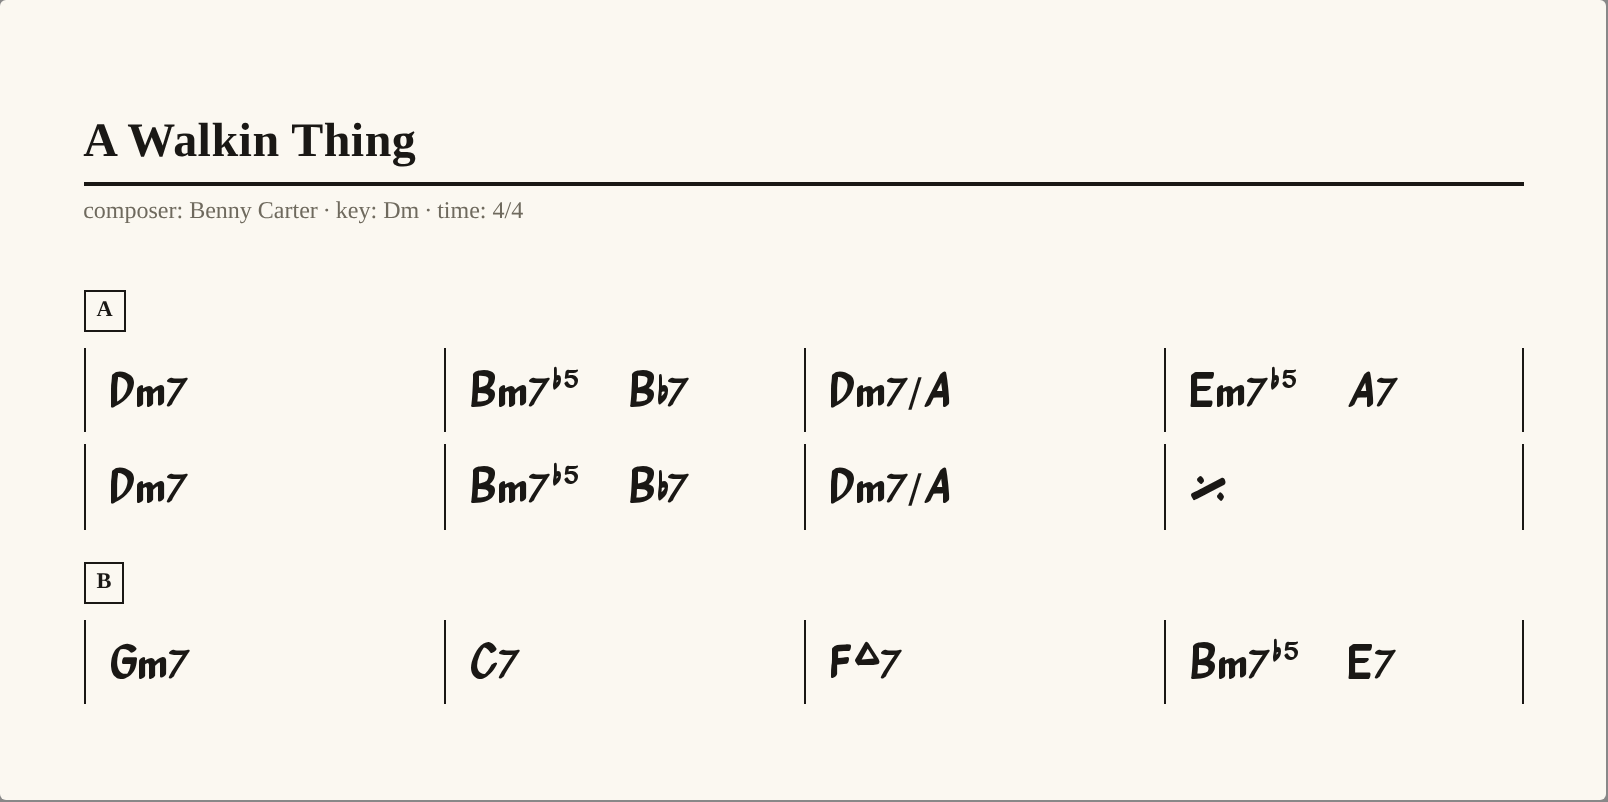 A Walkin Thing
composer: Benny Carter · key: Dm · time: 4/4
A
Dm7 Bm7♭5 B♭7 Dm7/A Em7♭5 A7
Dm7 Bm7♭5 B♭7 Dm7/A 𝄎
B
Gm7 C7 F△7 Bm7♭5 E7